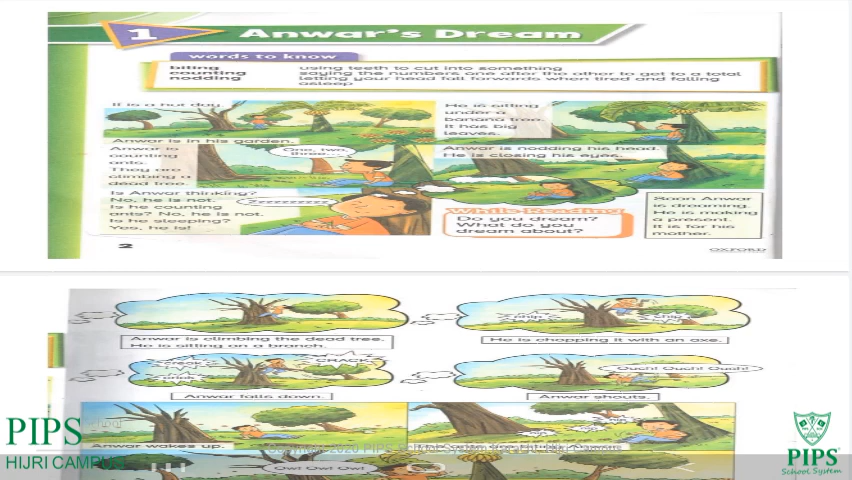 1 Anwar's Dream
words to know
biting using teeth to cut into something
counting saying the numbers one after the other to get to a total
nodding letting your head fall forwards when tired and falling
asleep
It is a hot day.
Anwar is in his garden.
He is sitting
under a
banana tree.
It has big
leaves.
Anwar is
counting
ants.
They are
climbing a
dead tree.
One, two,
three...
Anwar is nodding his head.
He is closing his eyes.
Is Anwar thinking?
No, he is not.
Is he counting
ants? No, he is not.
Is he sleeping?
Yes, he is!
Zzzzzzzzzz
While Reading
Do you dream?
What do you
dream about?
Soon Anwar
is dreaming.
He is making
a present.
It is for his
mother.
2
OXFORD
Anwar is climbing the dead tree.
He is sitting on a branch.
chip
chip
He is chopping it with an axe.
CRACK!
Anwar falls down.
Ouch! Ouch! Ouch!
Anwar shouts.
Anwar wakes up.
Ow! Ow! Ow!
PIPS
HIJRI CAMPUS
PIPS
School System